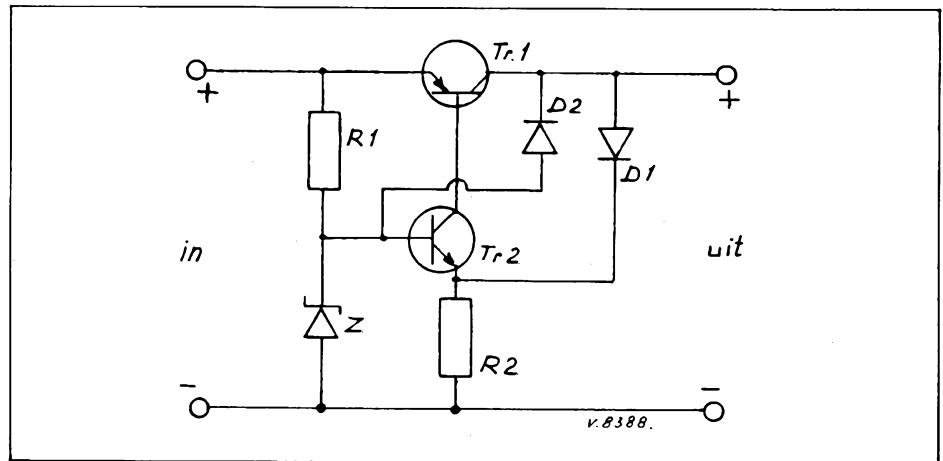 Tr.1
+
+
D2
R1
D1
in
Tr2
uit
Z
R2
-
-
v.8388.